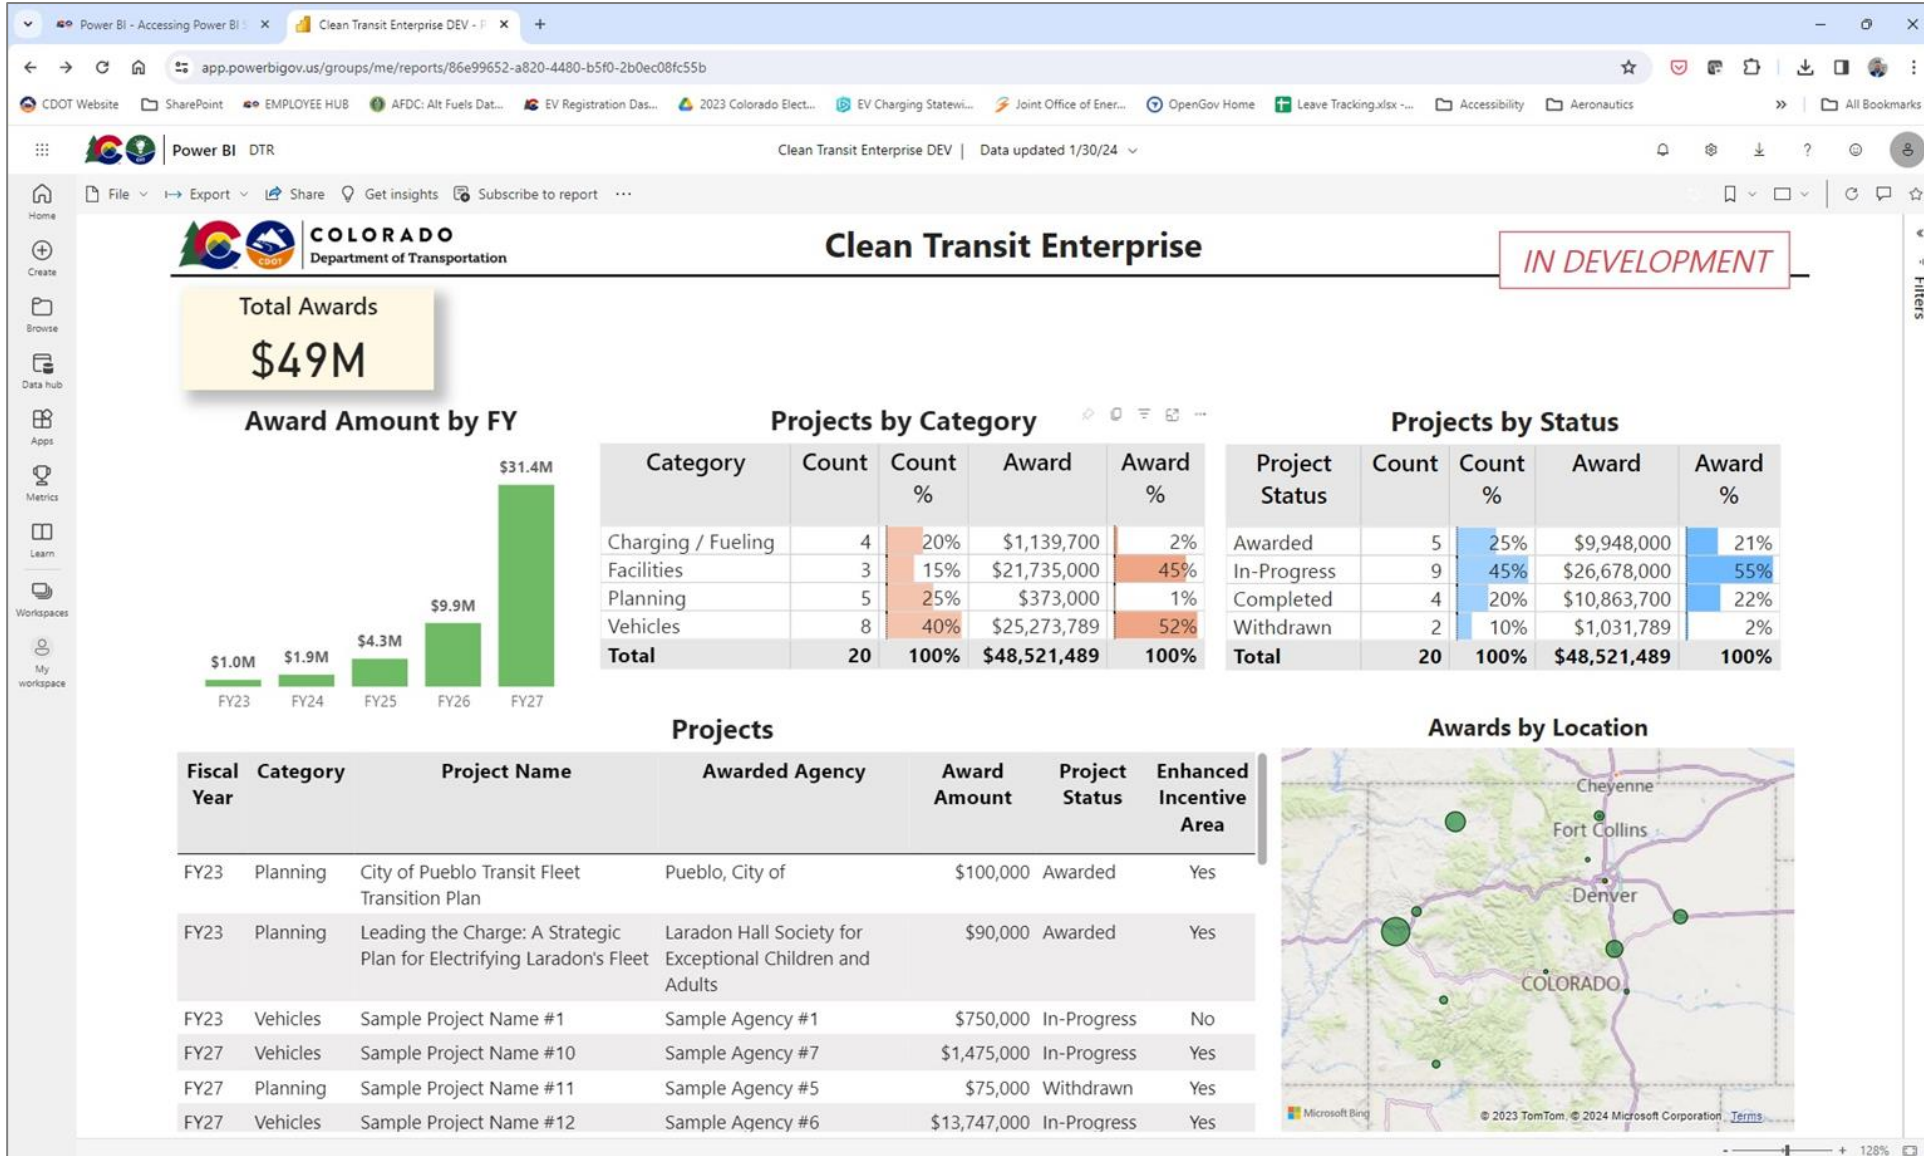 Power BI - Accessing Power BI S
Clean Transit Enterprise DEV - P
app.powerbigov.us/groups/me/reports/86e99652-a820-4480-b5f0-2b0ec08fc55b
CDOT Website SharePoint EMPLOYEE HUB AFDC: Alt Fuels Dat... EV Registration Das... 2023 Colorado Elect... EV Charging Statewi... Joint Office of Ener... OpenGov Home Leave Tracking.xlsx -... Accessibility Aeronautics » All Bookmarks
Power BI DTR Clean Transit Enterprise DEV | Data updated 1/30/24
File Export Share Get insights Subscribe to report ...
Home
Create
Browse
Data hub
Apps
Metrics
Learn
Workspaces
My
workspace
Filters
CDOT
COLORADO
Department of Transportation
Clean Transit Enterprise
IN DEVELOPMENT
Total Awards
$49M
Award Amount by FY
$31.4M
$9.9M
$4.3M
$1.9M
$1.0M
FY23 FY24 FY25 FY26 FY27
Projects by Category
Category Count Count Award Award
% %
Charging / Fueling 4 20% $1,139,700 2%
Facilities 3 15% $21,735,000 45%
Planning 5 25% $373,000 1%
Vehicles 8 40% $25,273,789 52%
Total 20 100% $48,521,489 100%
Projects by Status
Project Count Count Award Award
Status % %
Awarded 5 25% $9,948,000 21%
In-Progress 9 45% $26,678,000 55%
Completed 4 20% $10,863,700 22%
Withdrawn 2 10% $1,031,789 2%
Total 20 100% $48,521,489 100%
Projects
Fiscal Category Project Name Awarded Agency Award Project Enhanced
Year Amount Status Incentive
Area
FY23 Planning City of Pueblo Transit Fleet Pueblo, City of $100,000 Awarded Yes
Transition Plan
FY23 Planning Leading the Charge: A Strategic Laradon Hall Society for $90,000 Awarded Yes
Plan for Electrifying Laradon's Fleet Exceptional Children and
Adults
FY23 Vehicles Sample Project Name #1 Sample Agency #1 $750,000 In-Progress No
FY27 Vehicles Sample Project Name #10 Sample Agency #7 $1,475,000 In-Progress Yes
FY27 Planning Sample Project Name #11 Sample Agency #5 $75,000 Withdrawn Yes
FY27 Vehicles Sample Project Name #12 Sample Agency #6 $13,747,000 In-Progress Yes
Awards by Location
Cheyenne
Fort Collins
Denver
COLORADO
Microsoft Bing © 2023 TomTom, © 2024 Microsoft Corporation Terms
- + 128%